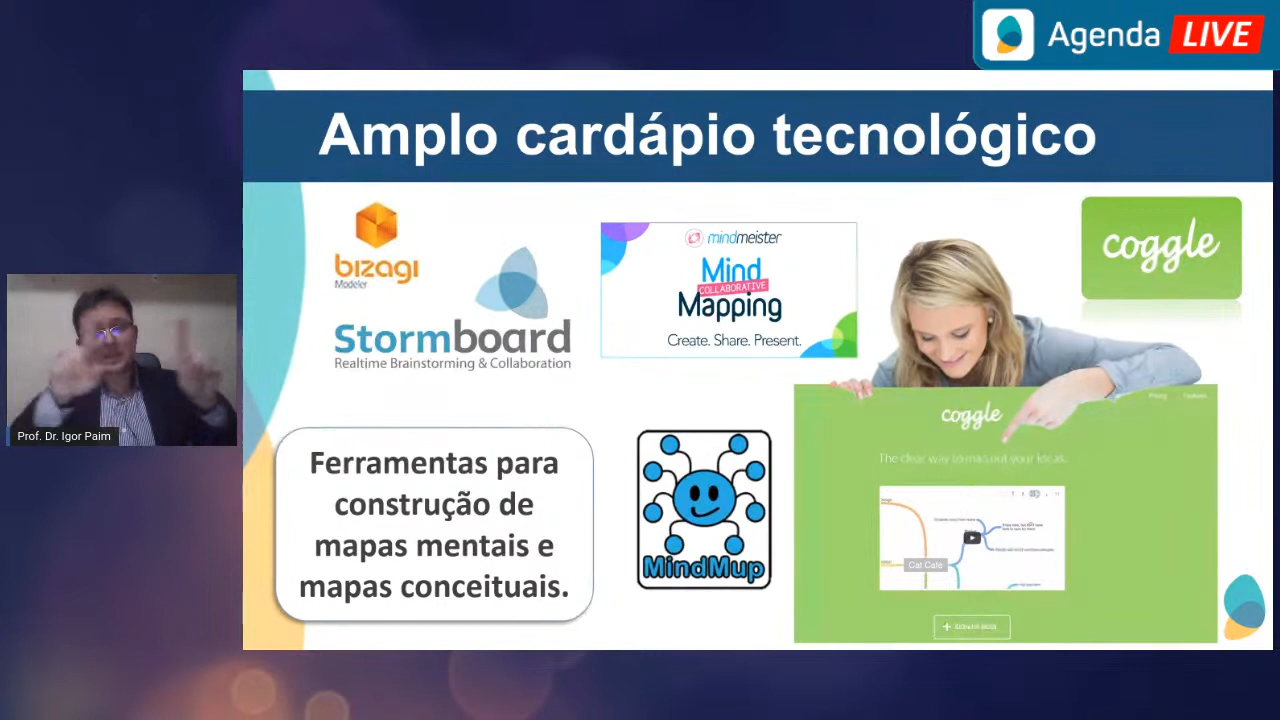 Agenda LIVE
Amplo cardápio tecnológico
bizagi
Modeler
Stormboard
Realtime Brainstorming & Collaboration
mindmeister
Mind
COLLABORATIVE
Mapping
Create. Share. Present.
coggle
Prof. Dr. Igor Paim
Ferramentas para
construção de
mapas mentais e
mapas conceituais.
MindMup
coggle
The clear way to map out your ideas.
Cat Café